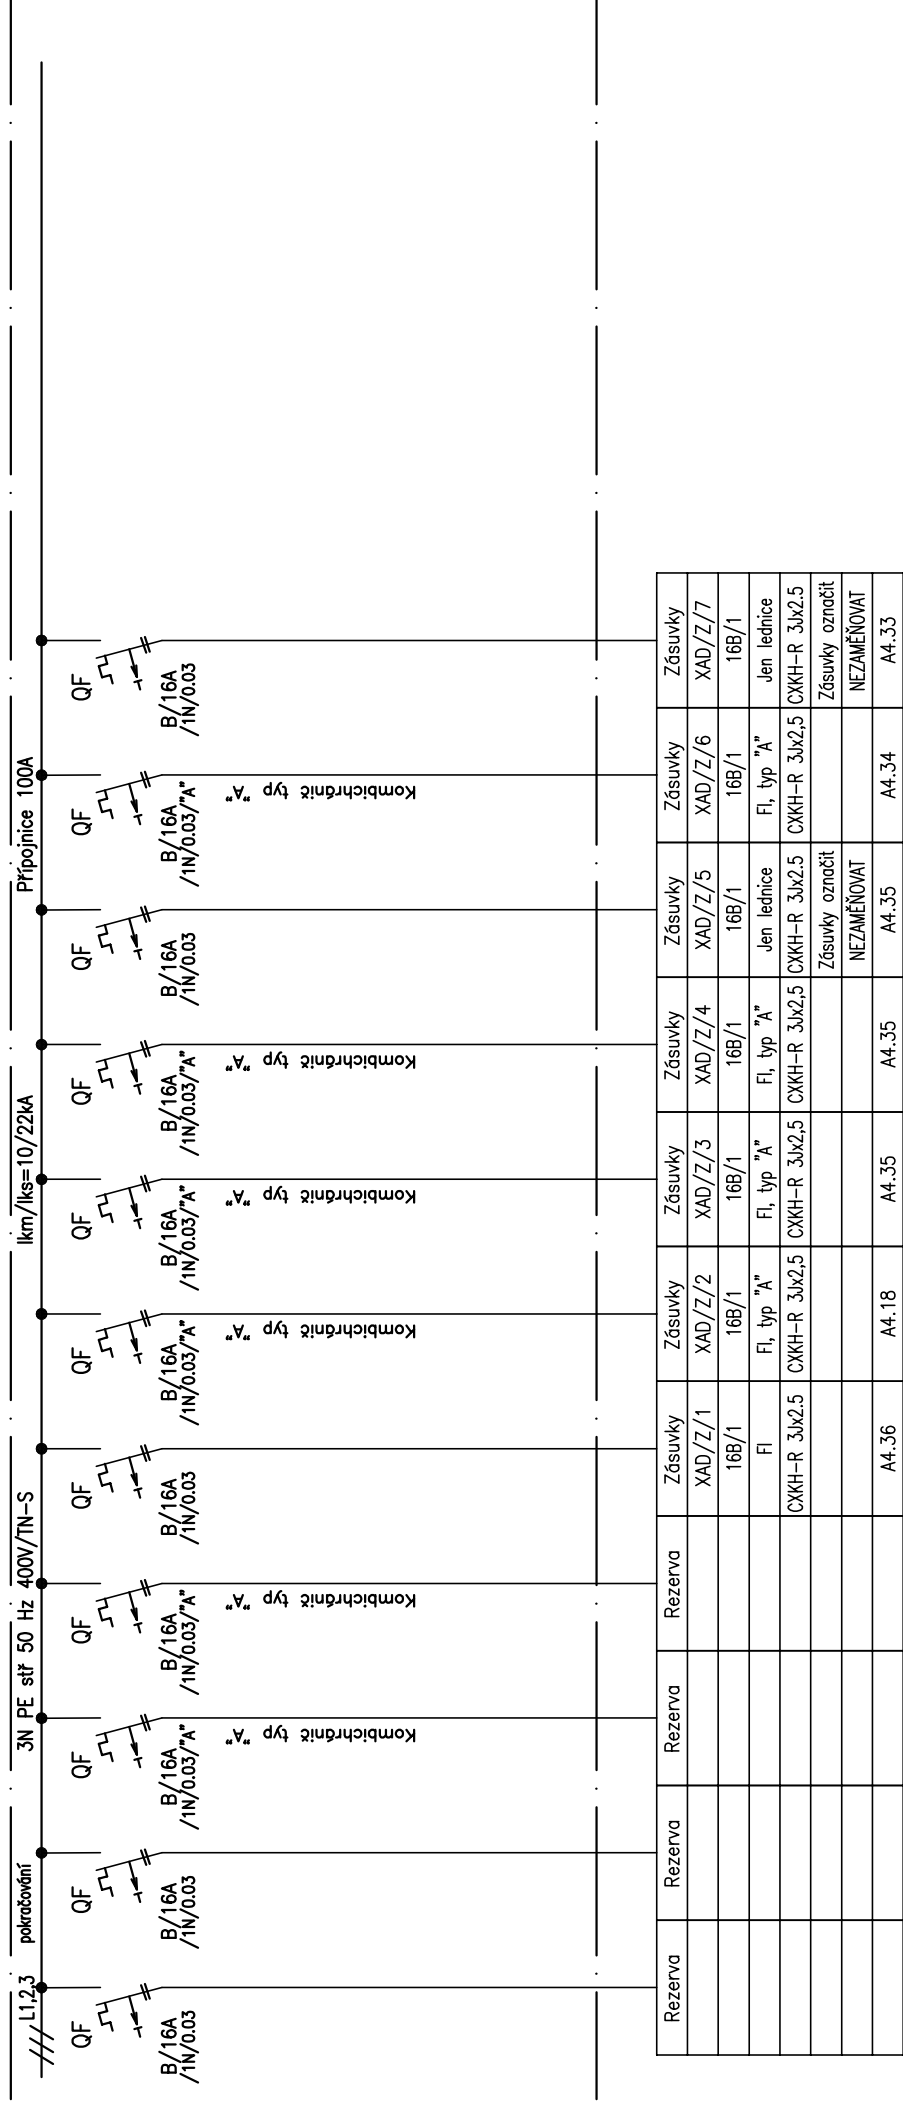 L1,2,3 pokračování 3N PE stř 50 Hz 400V/TN-S Ikm/Iks=10/22kA Přípojnice 100A
QF QF QF QF QF QF QF QF QF QF QF
B/16A B/16A B/16A B/16A B/16A B/16A B/16A B/16A B/16A B/16A B/16A
/1N/0.03 /1N/0.03 /1N/0.03/"A" /1N/0.03/"A" /1N/0.03 /1N/0.03/"A" /1N/0.03/"A" /1N/0.03/"A" /1N/0.03 /1N/0.03/"A" /1N/0.03
Kombichránič typ "A"
Kombichránič typ "A"
Kombichránič typ "A"
Kombichránič typ "A"
Kombichránič typ "A"
Kombichránič typ "A"
Rezerva Rezerva Rezerva Rezerva Zásuvky Zásuvky Zásuvky Zásuvky Zásuvky Zásuvky Zásuvky
XAD/Z/1 XAD/Z/2 XAD/Z/3 XAD/Z/4 XAD/Z/5 XAD/Z/6 XAD/Z/7
16B/1 16B/1 16B/1 16B/1 16B/1 16B/1 16B/1
FI FI, typ "A" FI, typ "A" FI, typ "A" Jen lednice FI, typ "A" Jen lednice
CXKH-R 3Jx2.5 CXKH-R 3Jx2,5 CXKH-R 3Jx2,5 CXKH-R 3Jx2,5 CXKH-R 3Jx2.5 CXKH-R 3Jx2,5 CXKH-R 3Jx2.5
Zásuvky označit Zásuvky označit
NEZAMĚŇOVAT NEZAMĚŇOVAT
A4.36 A4.18 A4.35 A4.35 A4.35 A4.34 A4.33